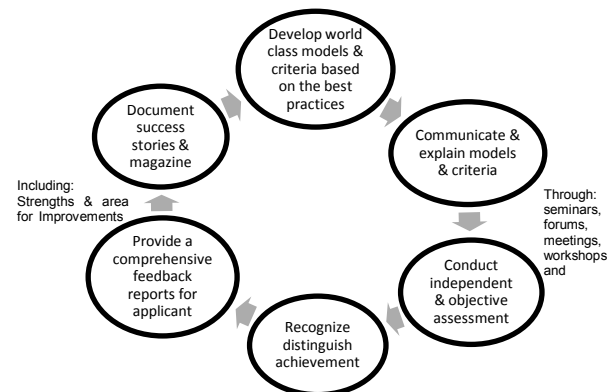 Develop world
class models &
criteria based
on the best
practices
Communicate &
explain models
& criteria
Through:
seminars,
forums,
meetings,
workshops
and
Conduct
independent
& objective
assessment
Recognize
distinguish
achievement
Provide a
comprehensive
feedback
reports for
applicant
Including:
Strengths & area
for Improvements
Document
success
stories &
magazine